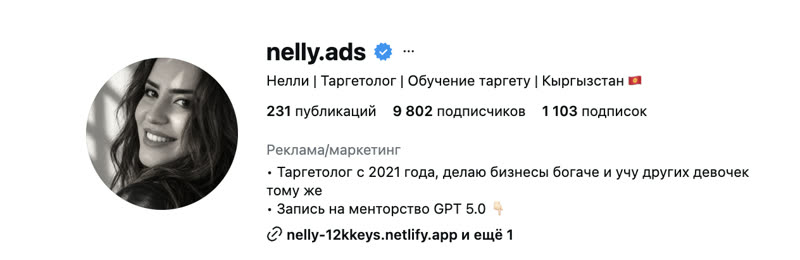 nelly.ads
Нелли | Таргетолог | Обучение таргету | Кыргызстан 🇰🇬
231 публикаций 9 802 подписчиков 1 103 подписок
Реклама/маркетинг
• Таргетолог с 2021 года, делаю бизнесы богаче и учу других девочек
тому же
• Запись на менторство GPT 5.0 👇🏻
nelly-12kkeys.netlify.app и ещё 1